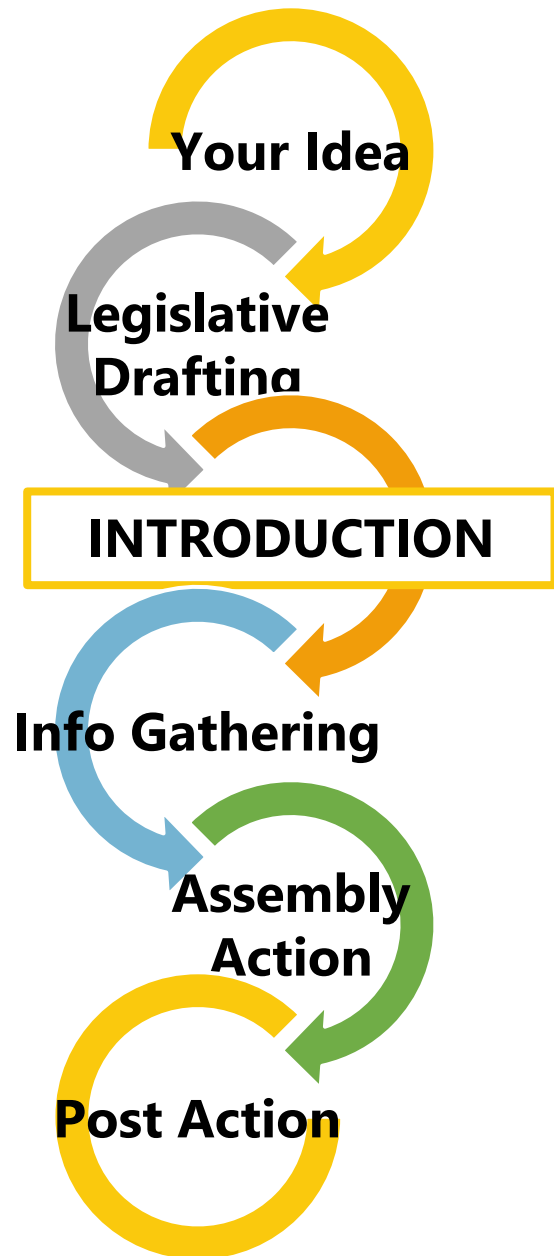 Your Idea
Legislative
Drafting
INTRODUCTION
Info Gathering
Assembly
Action
Post Action